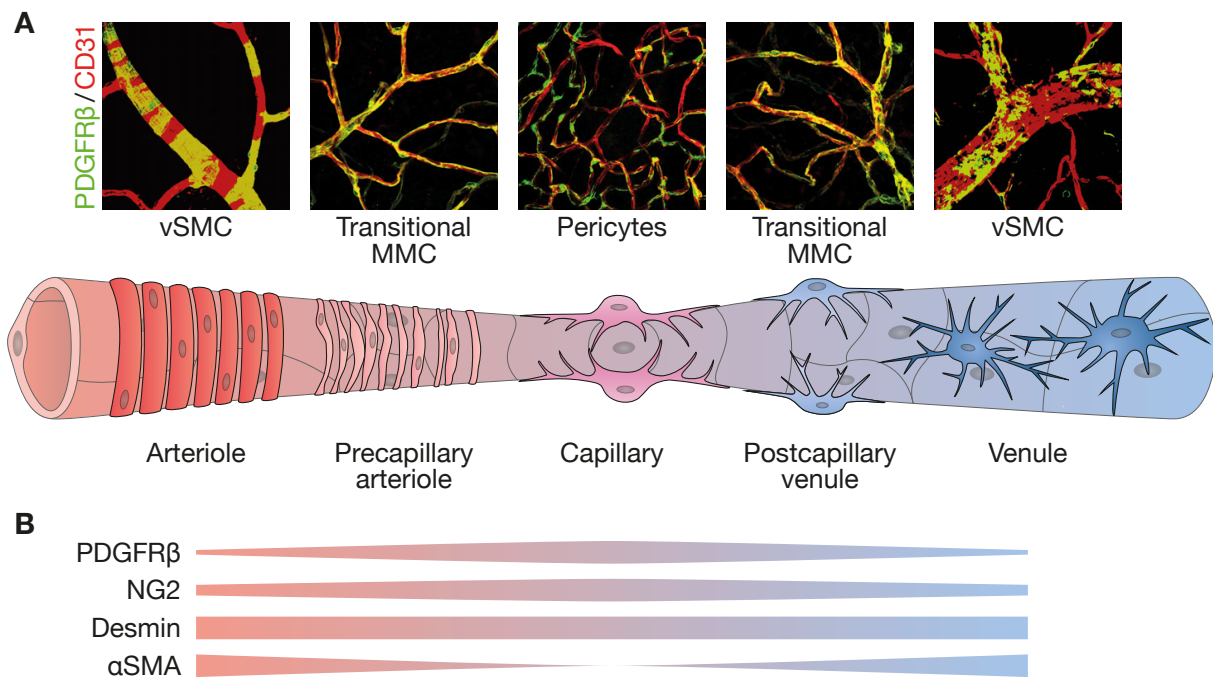 A
PDGFRβ/CD31
vSMC
Transitional
MMC
Pericytes
Transitional
MMC
vSMC
Arteriole
Precapillary
arteriole
Capillary
Postcapillary
venule
Venule
B
PDGFRβ
NG2
Desmin
αSMA